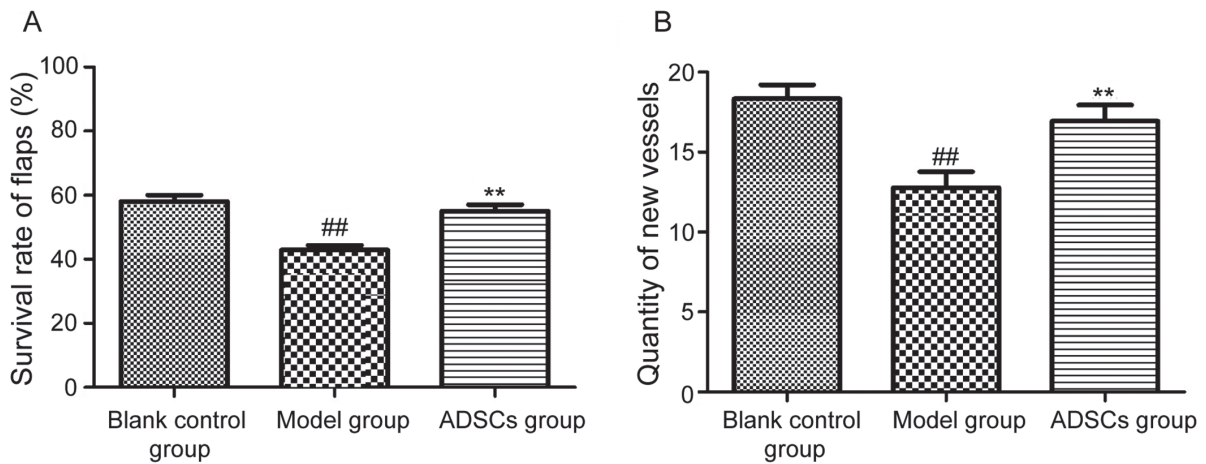 A
Survival rate of flaps (%)
100
80
60
40
20
0
##
**
Blank control
group
Model group
ADSCs group
B
Quantity of new vessels
20
15
10
5
0
##
**
Blank control
group
Model group
ADSCs group